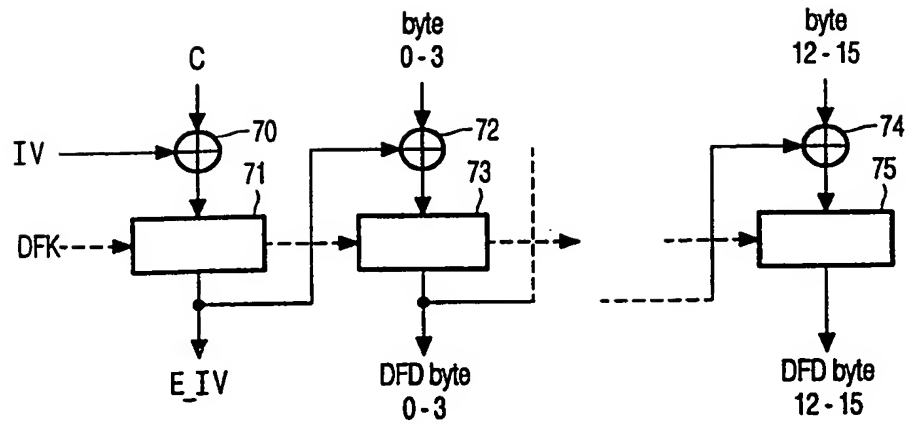 C
byte
0 - 3
byte
12 - 15
IV
70
72
74
71
73
75
DFK
E_IV
DFD byte
0 - 3
DFD byte
12 - 15